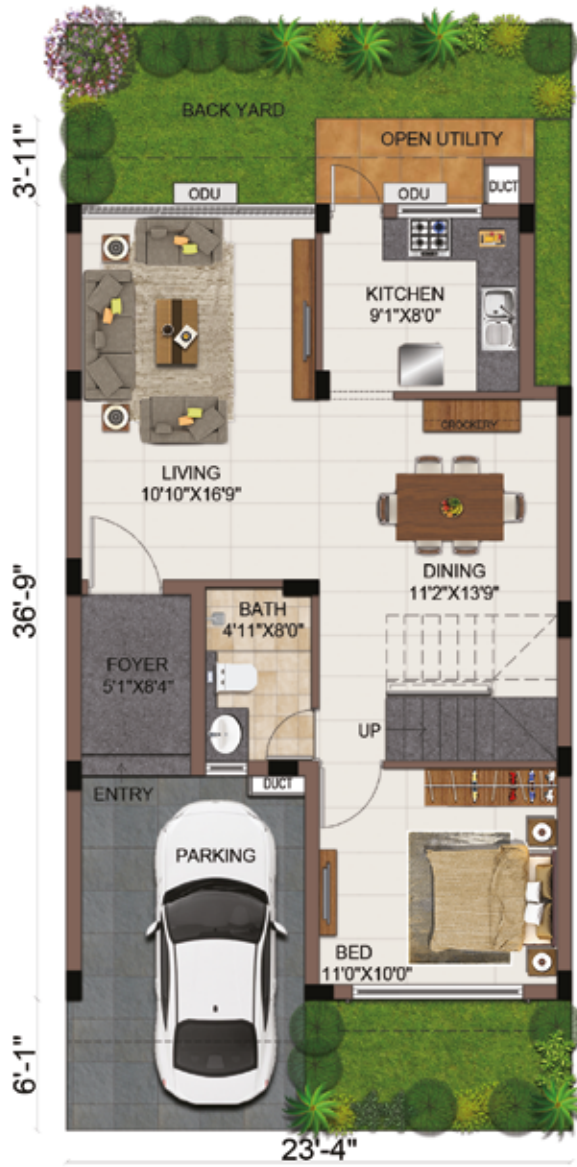 BACK YARD
OPEN UTILITY
3'-11"
ODU
ODU
DUCT
KITCHEN
9'1"X8'0"
CROCKERY
LIVING
10'10"X16'9"
DINING
11'2"X13'9"
36'-9"
BATH
4'11"X8'0"
FOYER
5'1"X8'4"
UP
ENTRY
DUCT
PARKING
BED
11'0"X10'0"
6'-1"
23'-4"